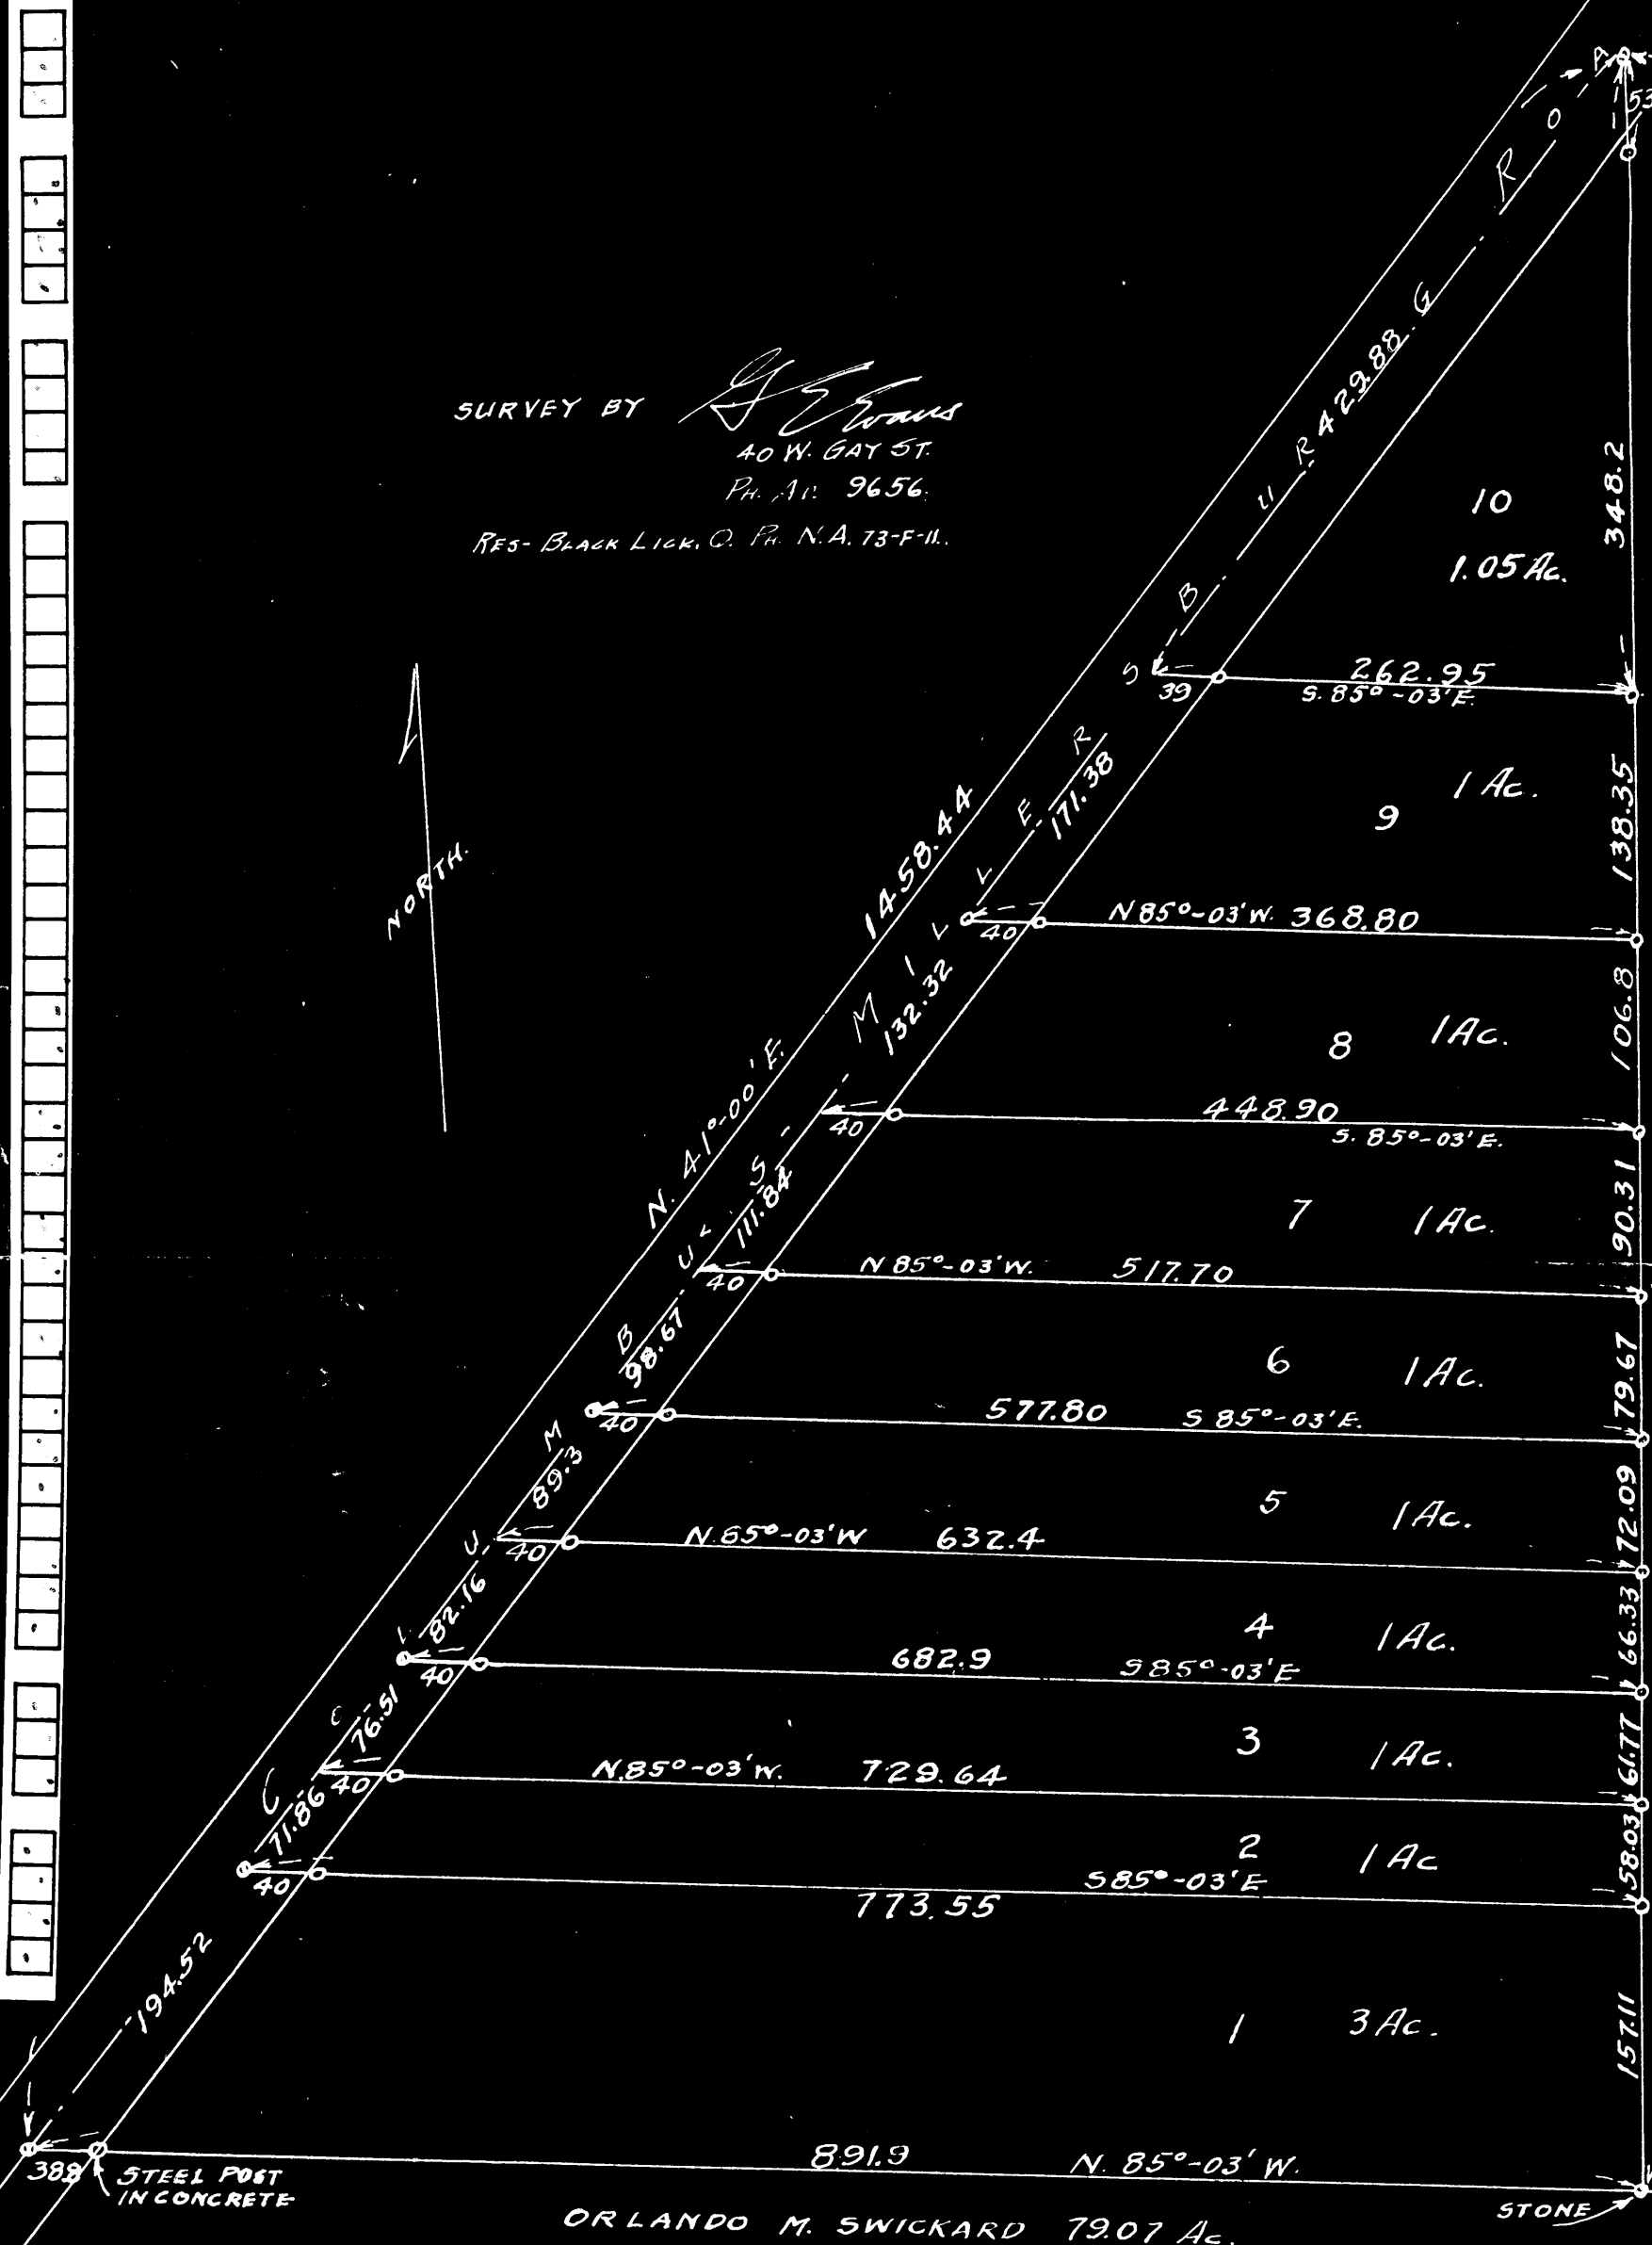 53
SURVEY BY G E Evans
40 W. GAY ST.
PH. AD. 9656.
RES- BLACK LICK, O. PH. N.A. 73-F-11.
NORTH.
COLUMBUS - MILLERSBURG ROA
N. 41°-00' E. 1458.44
429.88
348.2
10
1.05 Ac.
39
262.95
S. 85°-03' E.
171.38
138.35
1 Ac.
9
40
N 85°-03' W. 368.80
132.32
106.8
8 1 Ac.
40
448.90
S. 85°-03' E.
111.84
90.31
7 1 Ac.
40
N 85°-03' W. 517.70
98.67
79.67
6 1 Ac.
40
577.80 S 85°-03' E.
89.3
72.09
5 1 Ac.
40
N. 85°-03' W 632.4
82.16
66.33
4 1 Ac.
40
682.9 S 85°-03' E
76.51
61.77
3 1 Ac.
40
N. 85°-03' W. 729.64
71.86
58.03
2 1 Ac
40
S 85°-03' E
773.55
194.52
157.11
1 3 Ac.
38.8
STEEL POST
IN CONCRETE
891.9 N. 85°-03' W.
STONE
ORLANDO M. SWICKARD 79.07 Ac.